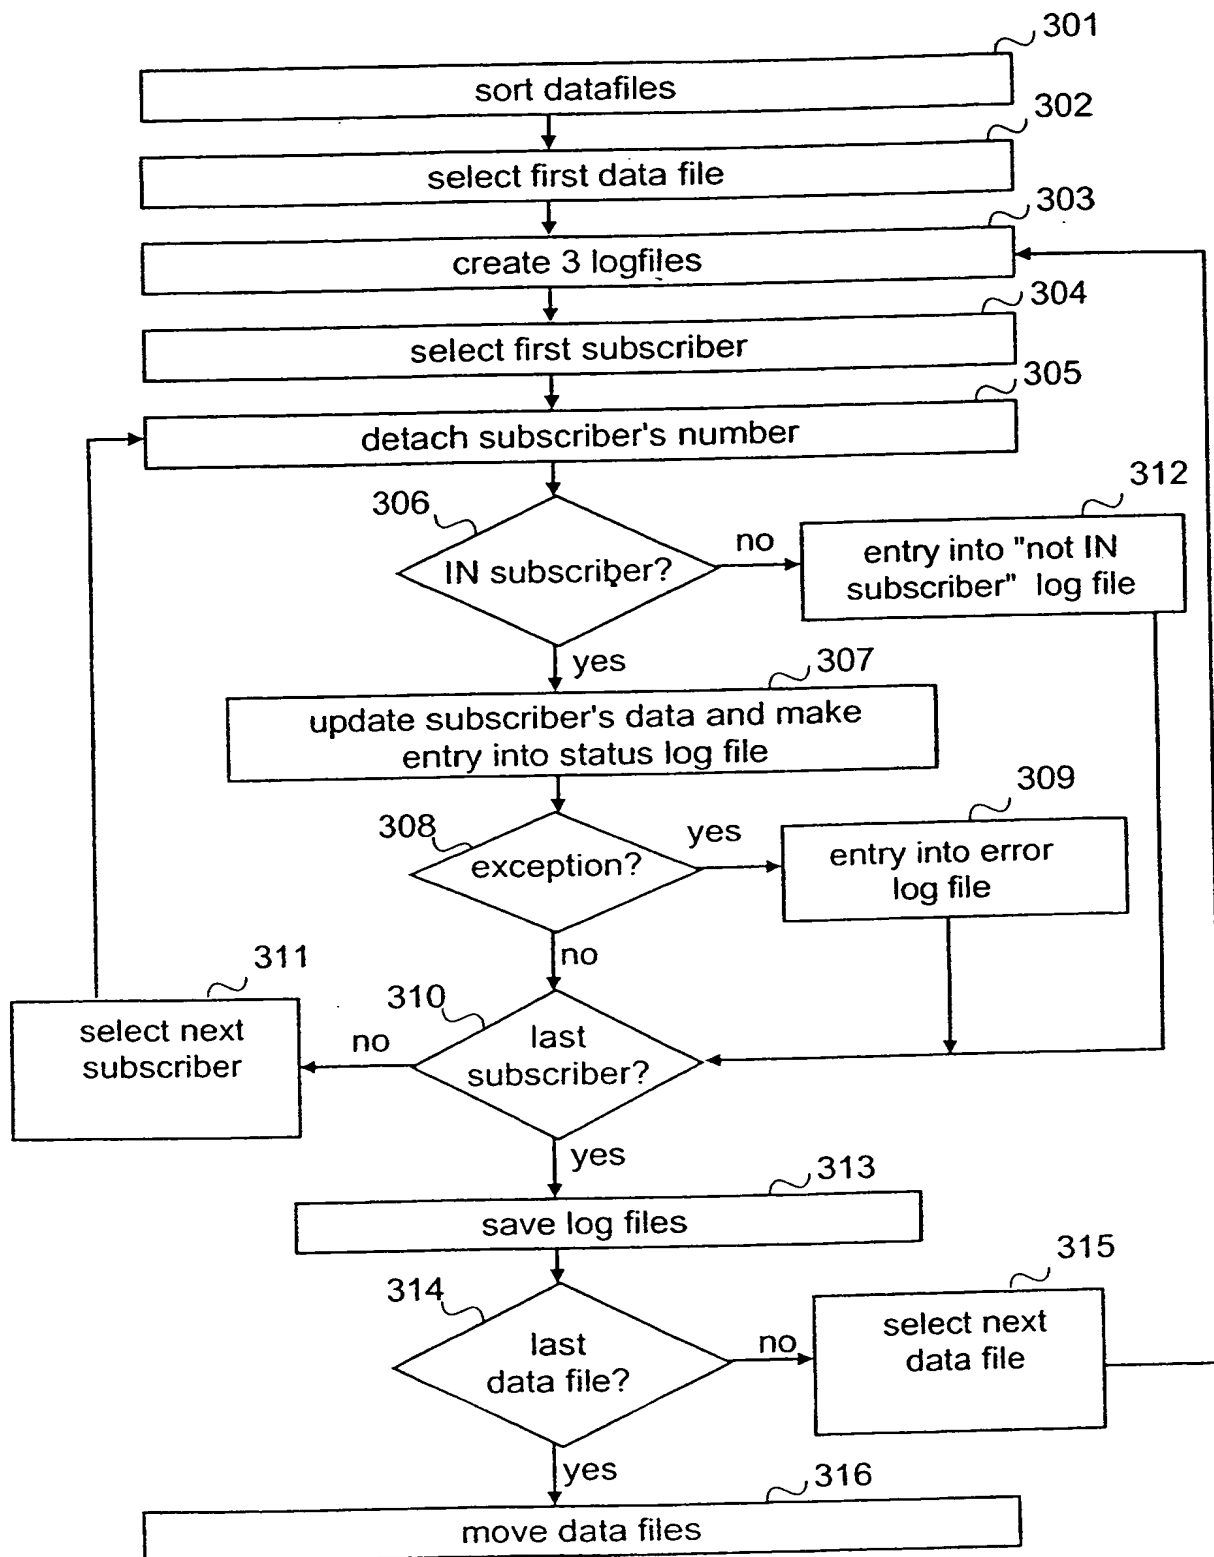 301
sort datafiles
302
select first data file
303
create 3 logfiles
304
select first subscriber
305
detach subscriber's number
306
IN subscriber?
no
312
entry into "not IN
subscriber" log file
yes
307
update subscriber's data and make
entry into status log file
308
exception?
yes
309
entry into error
log file
no
311
select next
subscriber
310
no
last
subscriber?
yes
313
save log files
314
last
data file?
no
315
select next
data file
yes
316
move data files